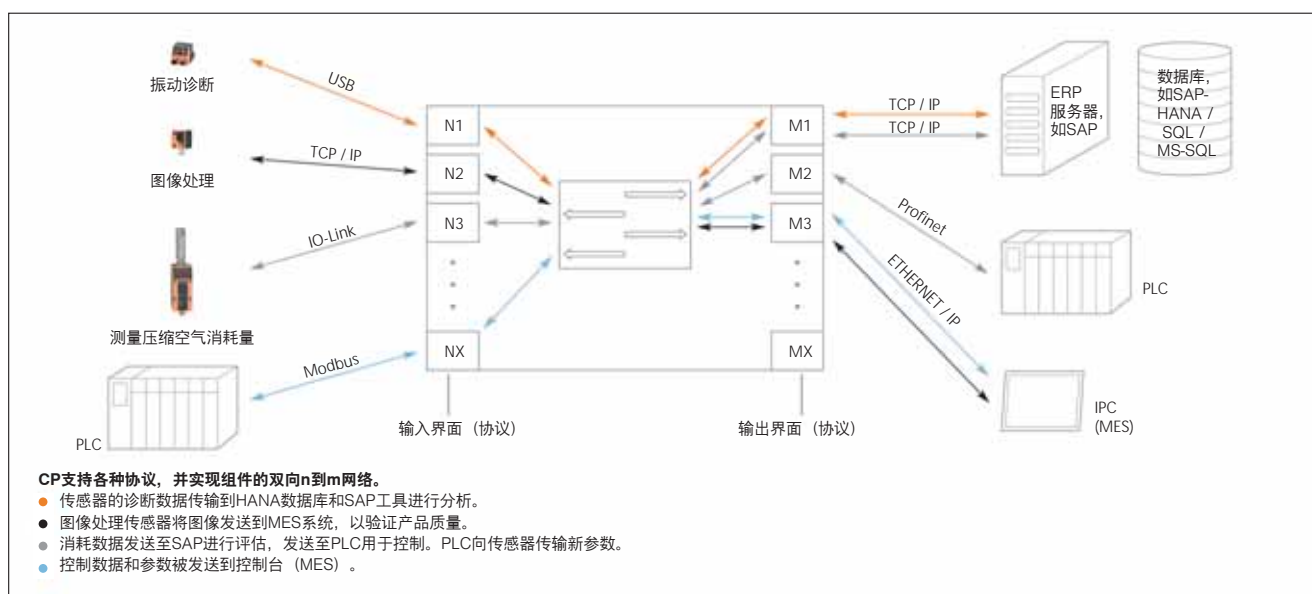 振动诊断
USB
图像处理
TCP / IP
IO-Link
测量压缩空气消耗量
Modbus
PLC
N1
N2
N3
NX
输入界面（协议）
M1
M2
M3
MX
输出界面（协议）
TCP / IP
TCP / IP
Profinet
ETHERNET / IP
ERP
服务器，
如SAP
数据库，
如SAP-
HANA /
SQL /
MS-SQL
PLC
IPC
(MES)
CP支持各种协议，并实现组件的双向n到m网络。
传感器的诊断数据传输到HANA数据库和SAP工具进行分析。
图像处理传感器将图像发送到MES系统，以验证产品质量。
消耗数据发送至SAP进行评估，发送至PLC用于控制。PLC向传感器传输新参数。
控制数据和参数被发送到控制台（MES）。